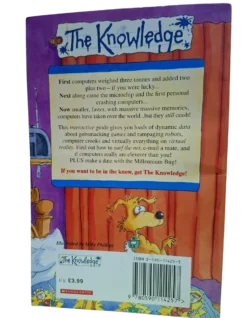 The Knowledge
First computers weighed three tonnes and added two
plus two – if you were lucky...
Next along came the microchip and the first personal
crashing computers...
Now smaller, faster, with massive massive memories,
computers have taken over the world...but they still crash!
This interactive guide gives you loads of dynamic data
about gobsmacking games and rampaging robots,
computer crooks and virtually everything on virtual
reality. Find out how to surf the net, e-mail a mate, and
if computers really are cleverer than you!
PLUS make a date with the Millennium Bug!
If you want to be in the know, get The Knowledge!
Illustrated by Mike Phillips
The Knowledge
£3.99
SCHOLASTIC